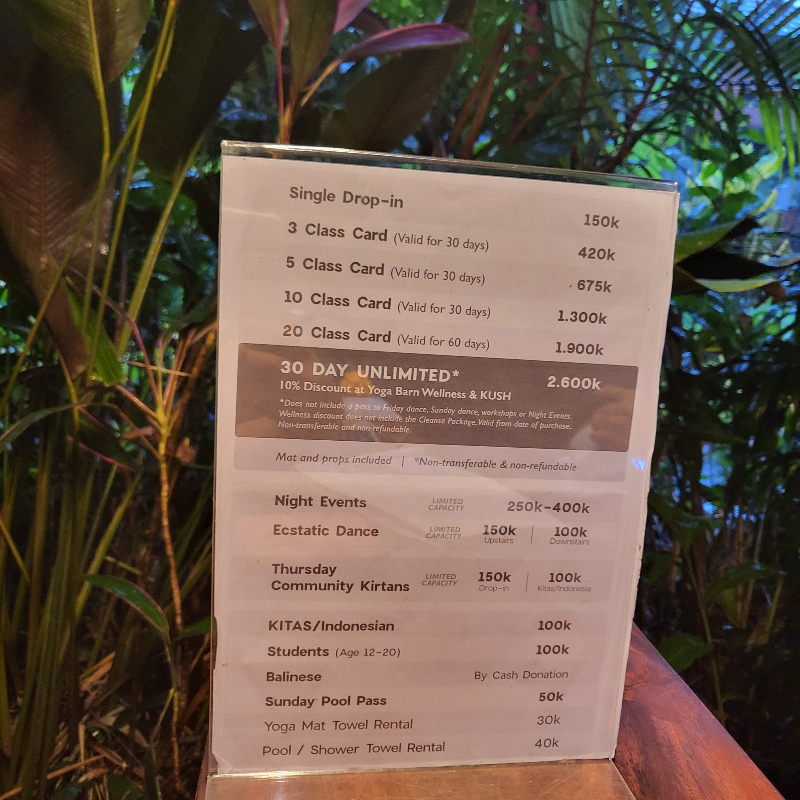 Single Drop-in 150k
3 Class Card (Valid for 30 days) 420k
5 Class Card (Valid for 30 days) 675k
10 Class Card (Valid for 30 days) 1.300k
20 Class Card (Valid for 60 days) 1.900k
30 DAY UNLIMITED* 2.600k
10% Discount at Yoga Barn Wellness & KUSH
*Does not include a pass to Friday dance, Sunday dance, workshops or Night Events.
Wellness discount does not include the Cleanse Package. Valid from date of purchase.
Non-transferable and non-refundable.
Mat and props included | *Non-transferable & non-refundable
Night Events LIMITED CAPACITY 250k-400k
Ecstatic Dance LIMITED CAPACITY 150k Upstairs | 100k Downstairs
Thursday
Community Kirtans LIMITED CAPACITY 150k Drop-in | 100k Kitas/Indonesia
KITAS/Indonesian 100k
Students (Age 12-20) 100k
Balinese By Cash Donation
Sunday Pool Pass 50k
Yoga Mat Towel Rental 30k
Pool / Shower Towel Rental 40k